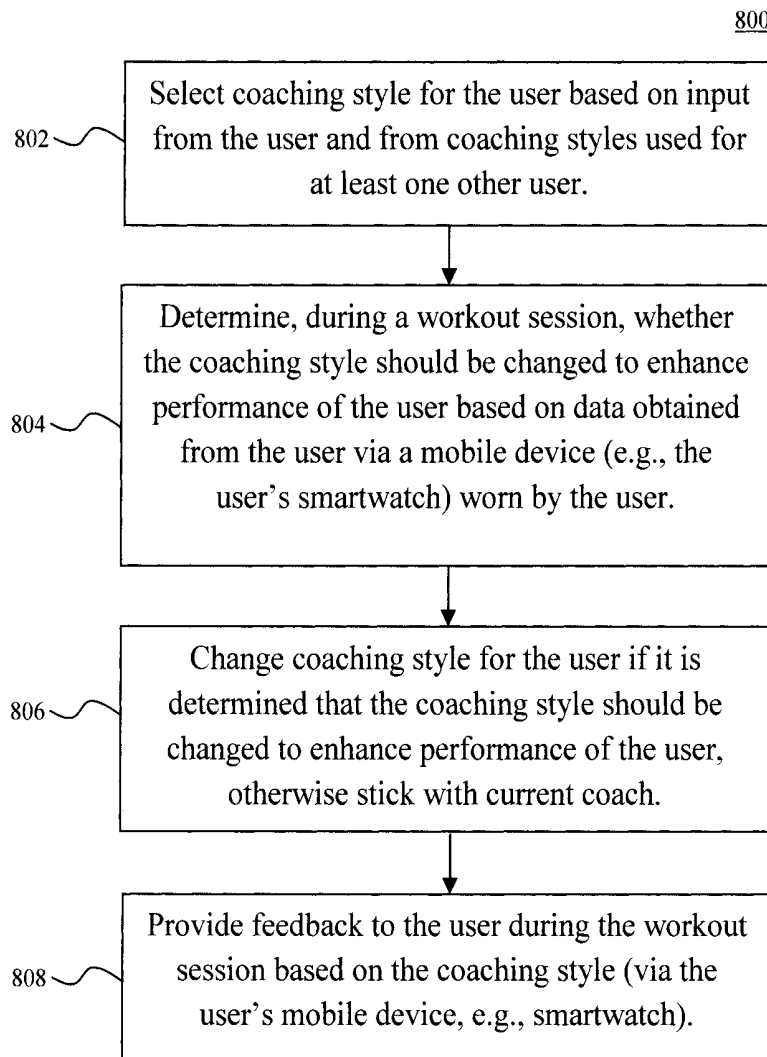 800
Select coaching style for the user based on input
802
from the user and from coaching styles used for
at least one other user.
Determine, during a workout session, whether
the coaching style should be changed to enhance
performance of the user based on data obtained
804
from the user via a mobile device (e.g., the
user's smartwatch) worn by the user.
Change coaching style for the user if it is
determined that the coaching style should be
806
changed to enhance performance of the user,
otherwise stick with current coach.
Provide feedback to the user during the workout
session based on the coaching style (via the
808
user's mobile device, e.g., smartwatch).